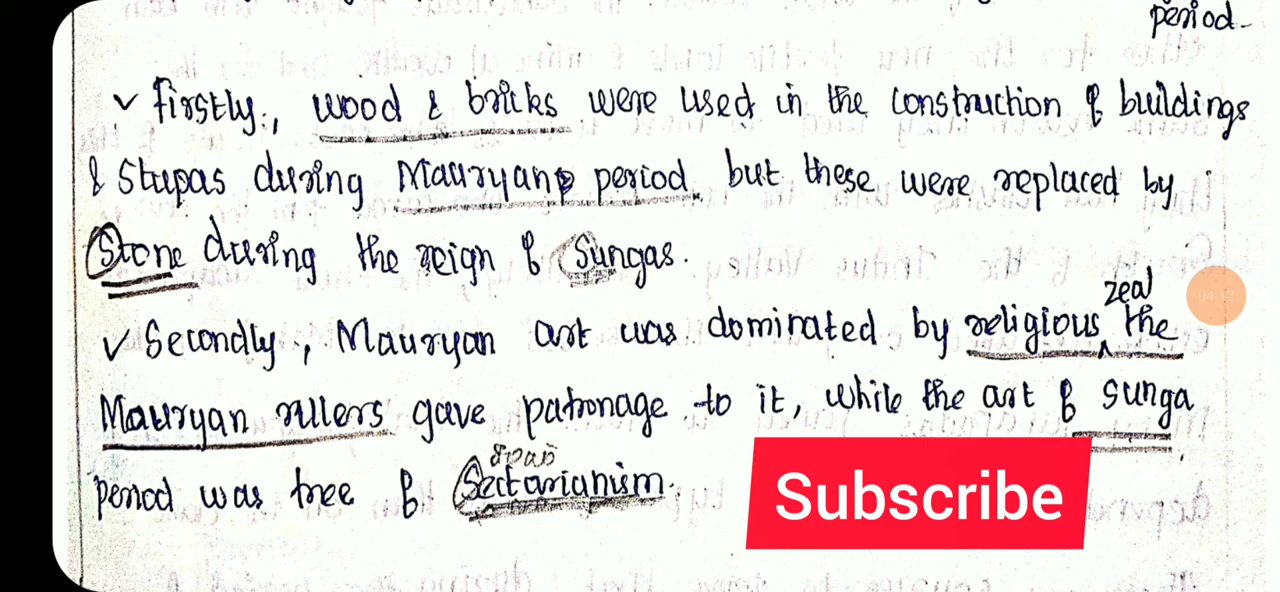 period-
✓ firstly, wood & bricks were used in the construction of buildings
& Stupas during Mauryan period but these were replaced by
Stone during the reign of Sungas.
zeal
✓ Secondly, Mauryan art was dominated by religious ^ the
Mauryan rulers gave patronage to it, while the art of Sunga
period was free of Sectarianism.
Subscribe
04:17